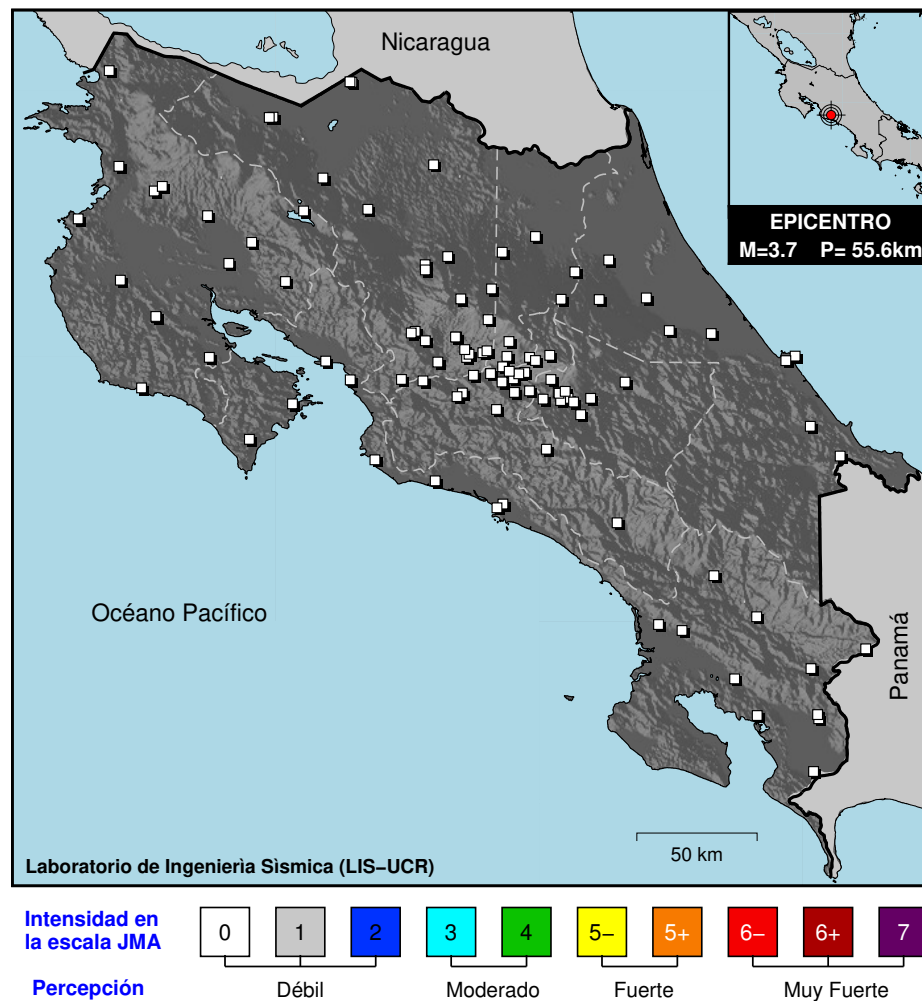 Nicaragua
EPICENTRO
M=3.7 P= 55.6km
Océano Pacífico
Panamá
50 km
Laboratorio de Ingenierìa Sìsmica (LIS−UCR)
Intensidad en
la escala JMA
0 1 2 3 4 5− 5+ 6− 6+ 7
Percepción Débil Moderado Fuerte Muy Fuerte